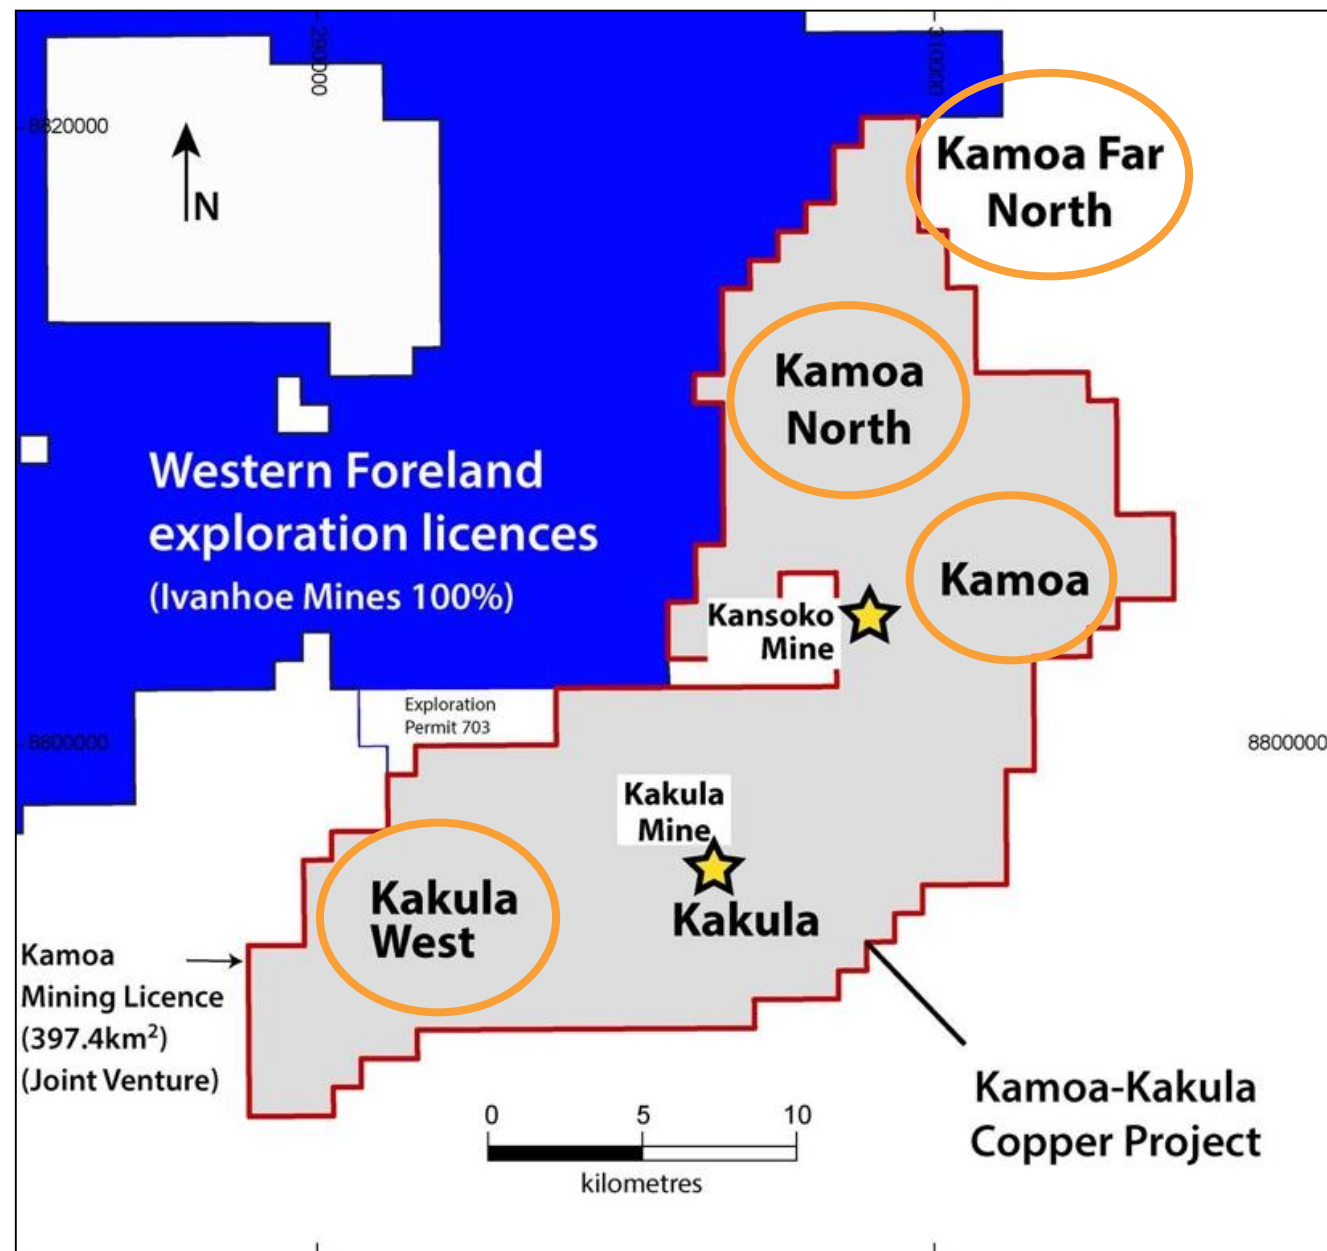 290000
310000
8820000
N
Kamoa Far
North
Kamoa
North
Western Foreland
exploration licences
(Ivanhoe Mines 100%)
Kamoa
Kansoko
Mine
Exploration
Permit 703
8800000
8800000
Kakula
Mine
Kakula
West
Kakula
Kamoa
Mining Licence
(397.4km²)
(Joint Venture)
Kamoa-Kakula
Copper Project
0 5 10
kilometres